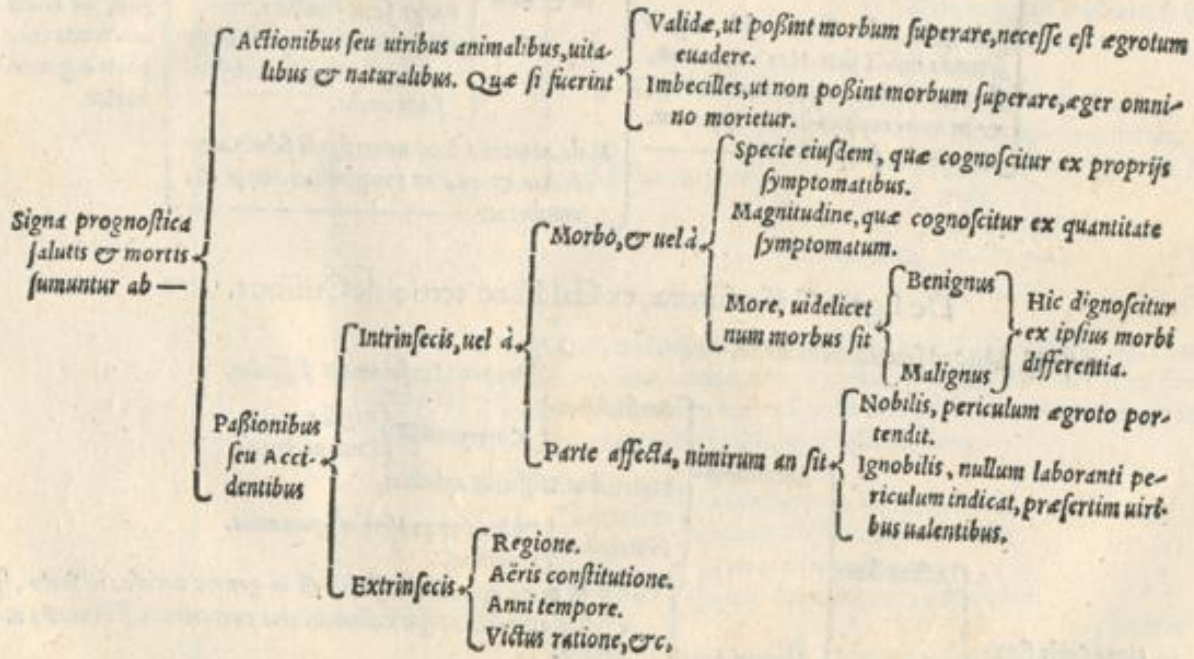 Signa prognoſtica
ſalutis & mortis
ſumuntur ab —
Actionibus ſeu uiribus animalibus, uita-
libus & naturalibus. Quæ ſi fuerint
Validæ, ut poßint morbum ſuperare, neceſſe eſt ægrotum
euadere.
Imbecilles, ut non poßint morbum ſuperare, æger omni-
no morietur.
Paßionibus
ſeu Acci-
dentibus
Intrinſecis, uel à
Morbo, & uel à
Specie eiuſdem, quæ cognoſcitur ex proprijs
ſymptomatibus.
Magnitudine, quæ cognoſcitur ex quantitate
ſymptomatum.
More, uidelicet
num morbus ſit
Benignus
Malignus
Hic dignoſcitur
ex ipſius morbi
differentia.
Parte affecta, nimirum an ſit
Nobilis, periculum ægroto por-
tendit.
Ignobilis, nullum laboranti pe-
riculum indicat, præſertim uiri-
bus ualentibus.
Extrinſecis
Regione.
Aëris conſtitutione.
Anni tempore.
Victus ratione, &c.